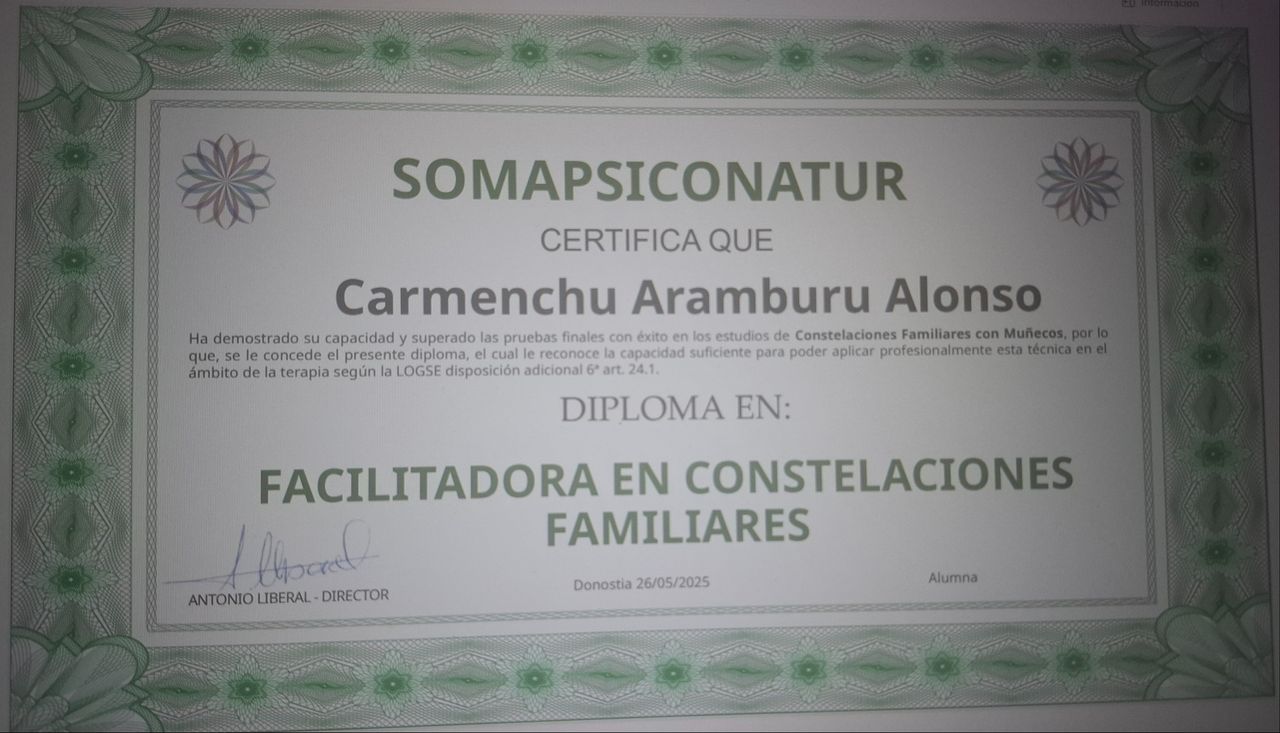 Información
SOMAPSICONATUR
CERTIFICA QUE
Carmenchu Aramburu Alonso
Ha demostrado su capacidad y superado las pruebas finales con éxito en los estudios de Constelaciones Familiares con Muñecos, por lo
que, se le concede el presente diploma, el cual le reconoce la capacidad suficiente para poder aplicar profesionalmente esta técnica en el
ámbito de la terapia según la LOGSE disposición adicional 6ª art. 24.1.
DIPLOMA EN:
FACILITADORA EN CONSTELACIONES
FAMILIARES
A Liberal
ANTONIO LIBERAL - DIRECTOR
Donostia 26/05/2025
Alumna